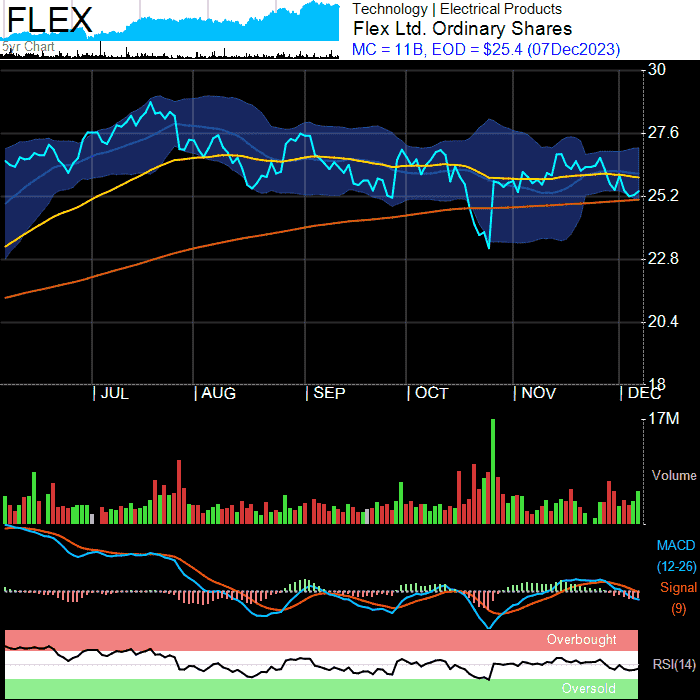 FLEX
5yr Chart
Technology | Electrical Products
Flex Ltd. Ordinary Shares
MC = 11B, EOD = $25.4 (07Dec2023)
30
27.6
25.2
22.8
20.4
18
JUL AUG SEP OCT NOV DEC
17M
Volume
MACD
(12-26)
Signal
(9)
Overbought
RSI(14)
Oversold